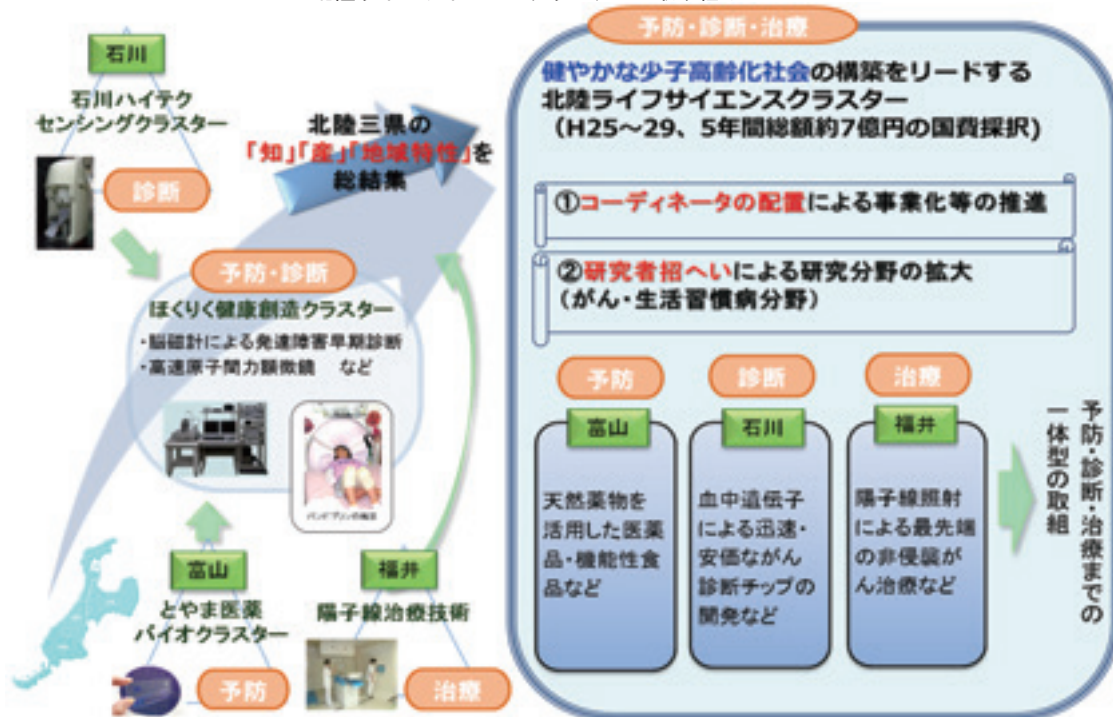 石川
石川ハイテク
センシングクラスター
診断
北陸三県の
「知」「産」「地域特性」を
総結集
予防・診断
ほくりく健康創造クラスター
・脳磁計による発達障害早期診断
・高速原子間力顕微鏡　など
富山
とやま医薬
バイオクラスター
予防
福井
陽子線治療技術
治療
予防・診断・治療
健やかな少子高齢化社会の構築をリードする
北陸ライフサイエンスクラスター
（H25～29、5年間総額約7億円の国費採択）
①コーディネータの配置による事業化等の推進
②研究者招へいによる研究分野の拡大
（がん・生活習慣病分野）
予防
富山
天然薬物を
活用した医薬
品・機能性食
品など
診断
石川
血中遺伝子
による迅速・
安価ながん
診断チップの
開発など
治療
福井
陽子線照射
による最先端
の非侵襲が
ん治療など
予防・診断・治療までの
一体型の取組